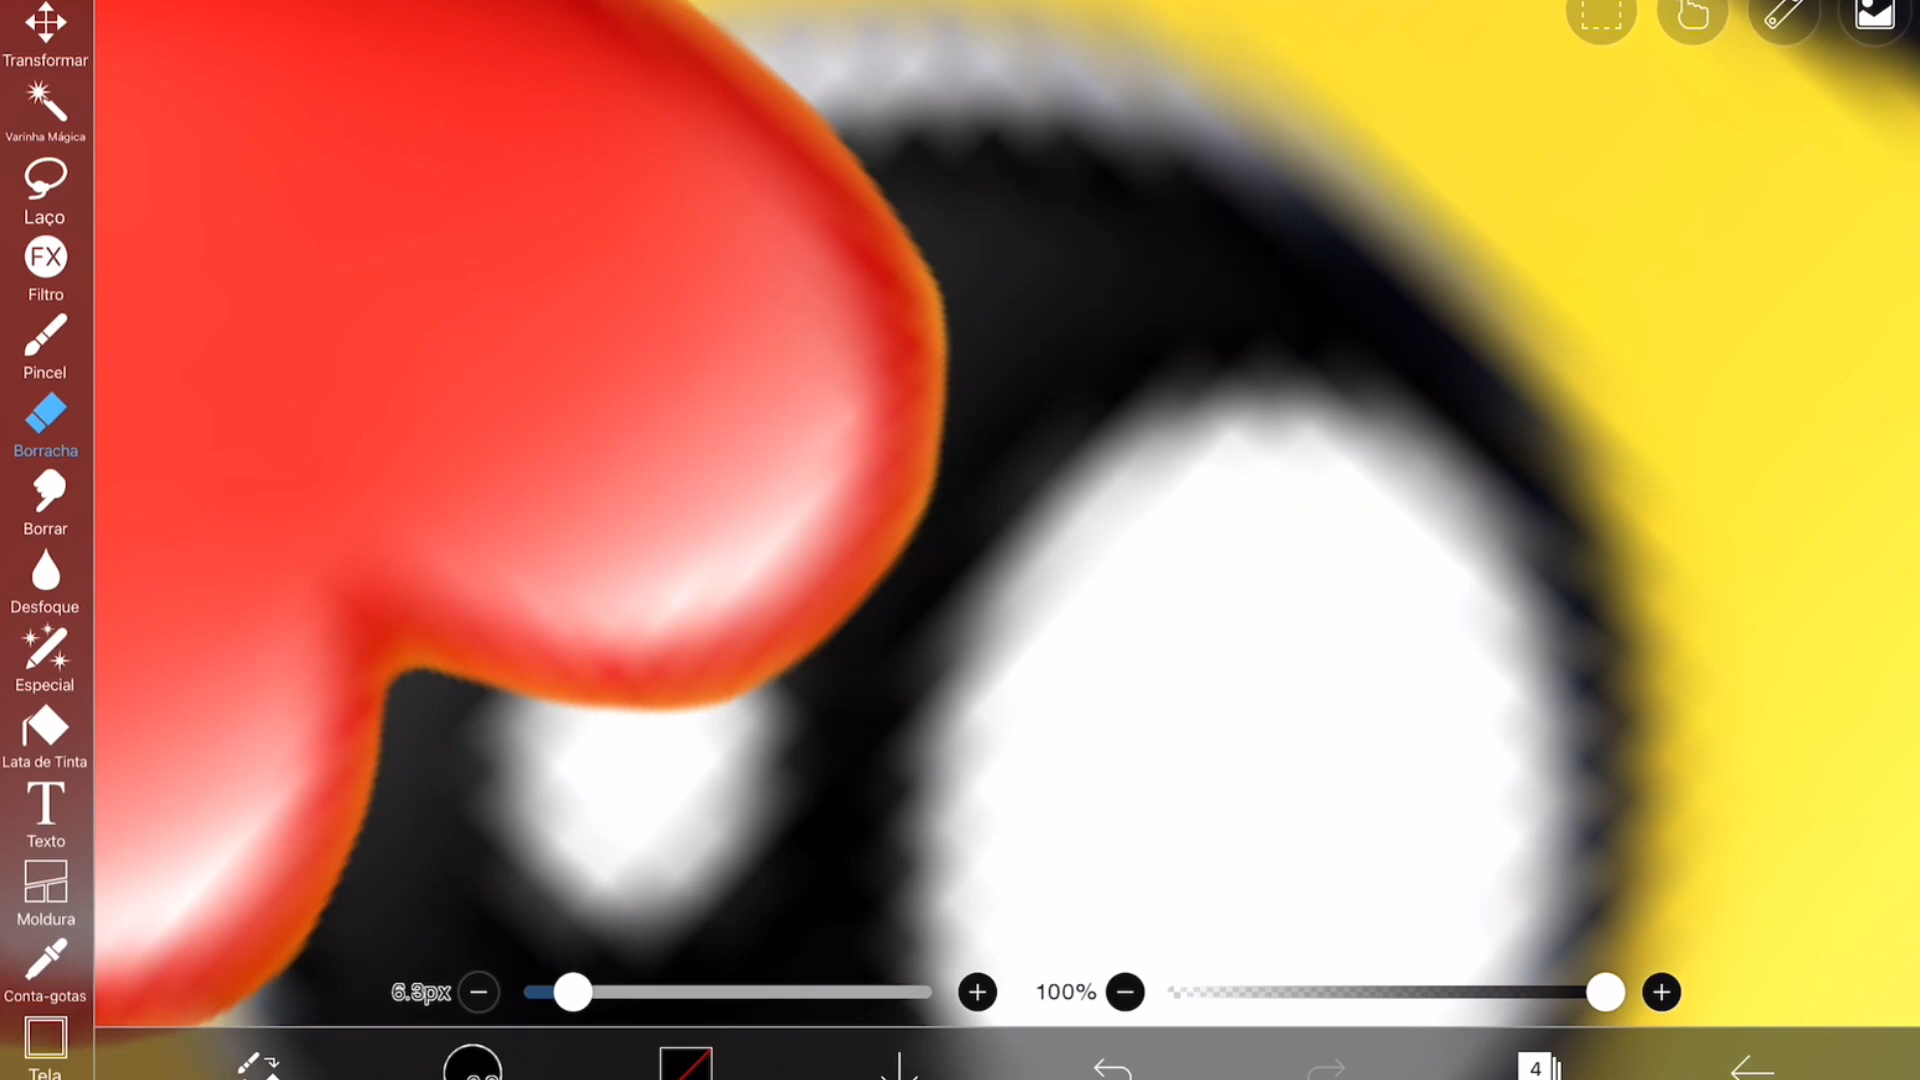 Transformar
Varinha Mágica
Laço
FX
Filtro
Pincel
Borracha
Borrar
Desfoque
Especial
Lata de Tinta
T
Texto
Moldura
Conta-gotas
Tela
6.3px
100%
4